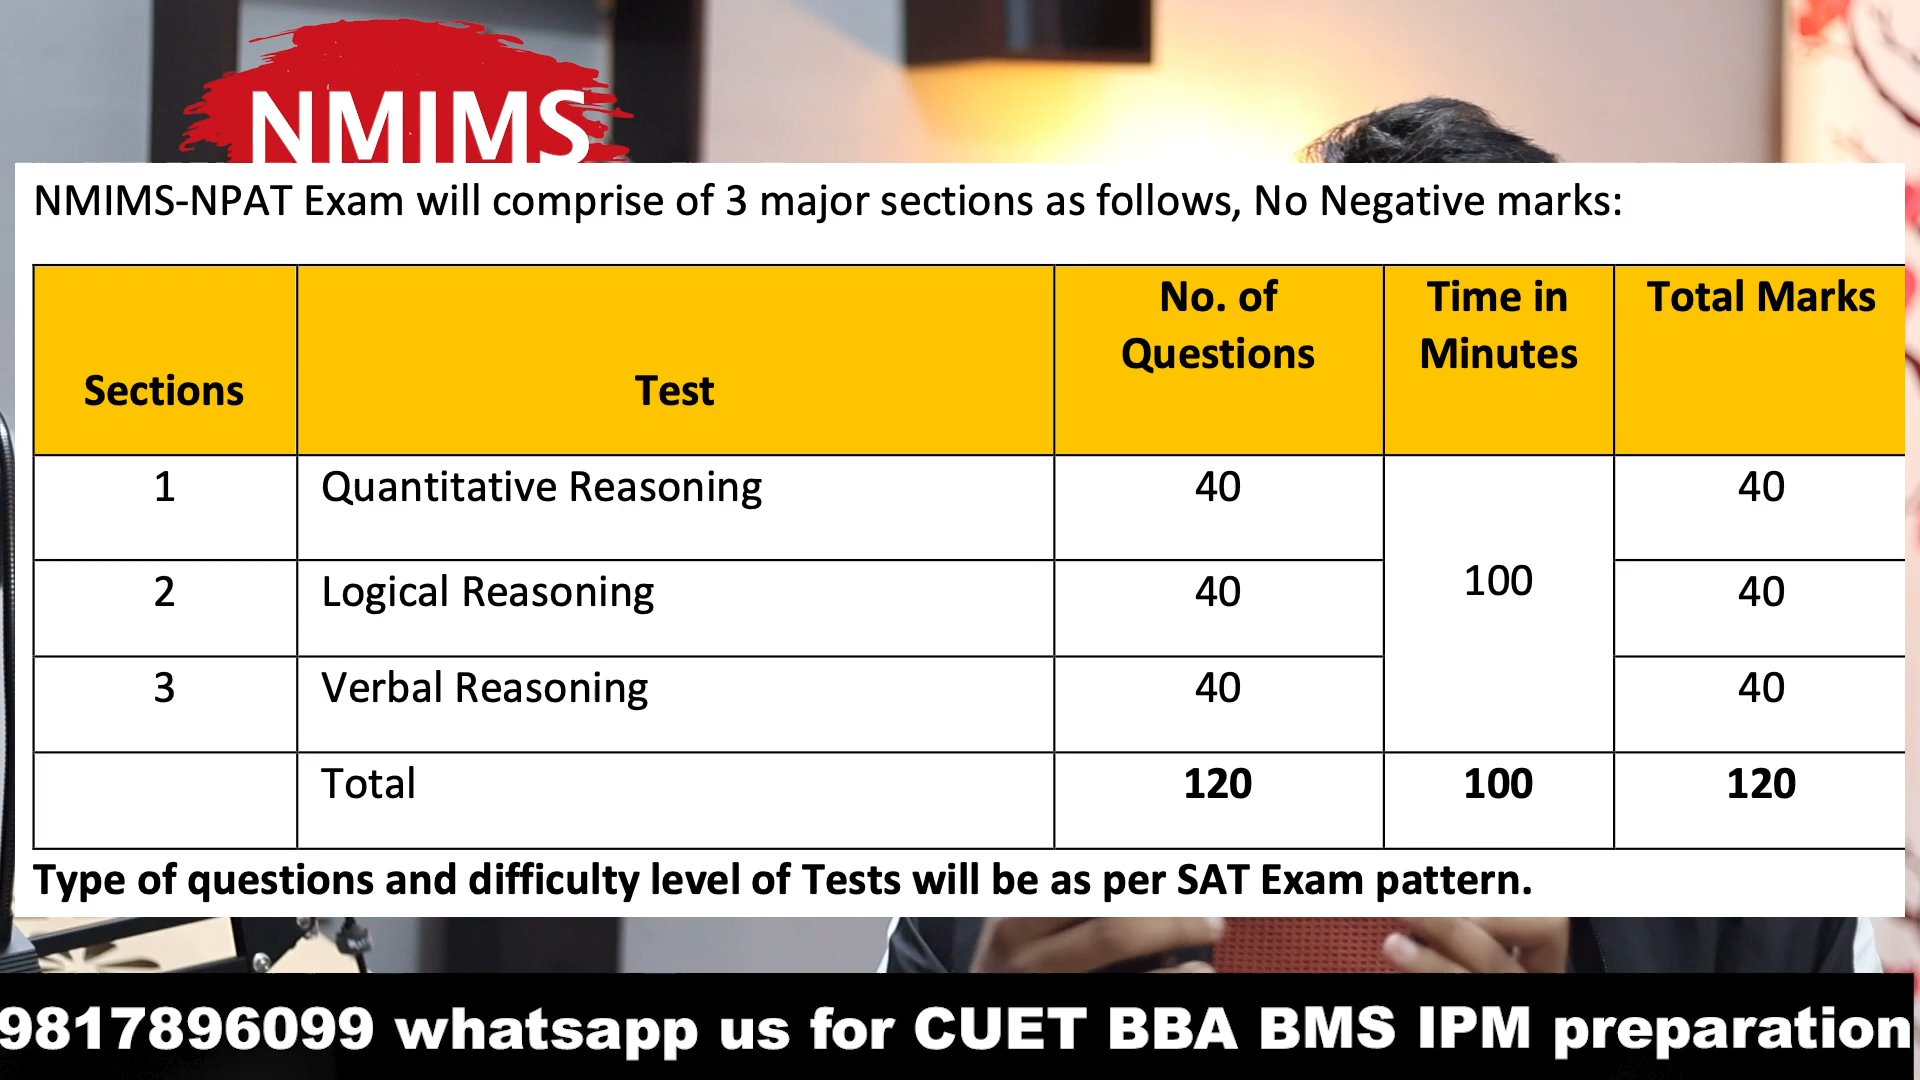 NMIMS
NMIMS-NPAT Exam will comprise of 3 major sections as follows, No Negative marks:
Sections Test No. of Questions Time in Minutes Total Marks
1 Quantitative Reasoning 40 100 40
2 Logical Reasoning 40 40
3 Verbal Reasoning 40 40
Total 120 100 120
Type of questions and difficulty level of Tests will be as per SAT Exam pattern.
9817896099 whatsapp us for CUET BBA BMS IPM preparation